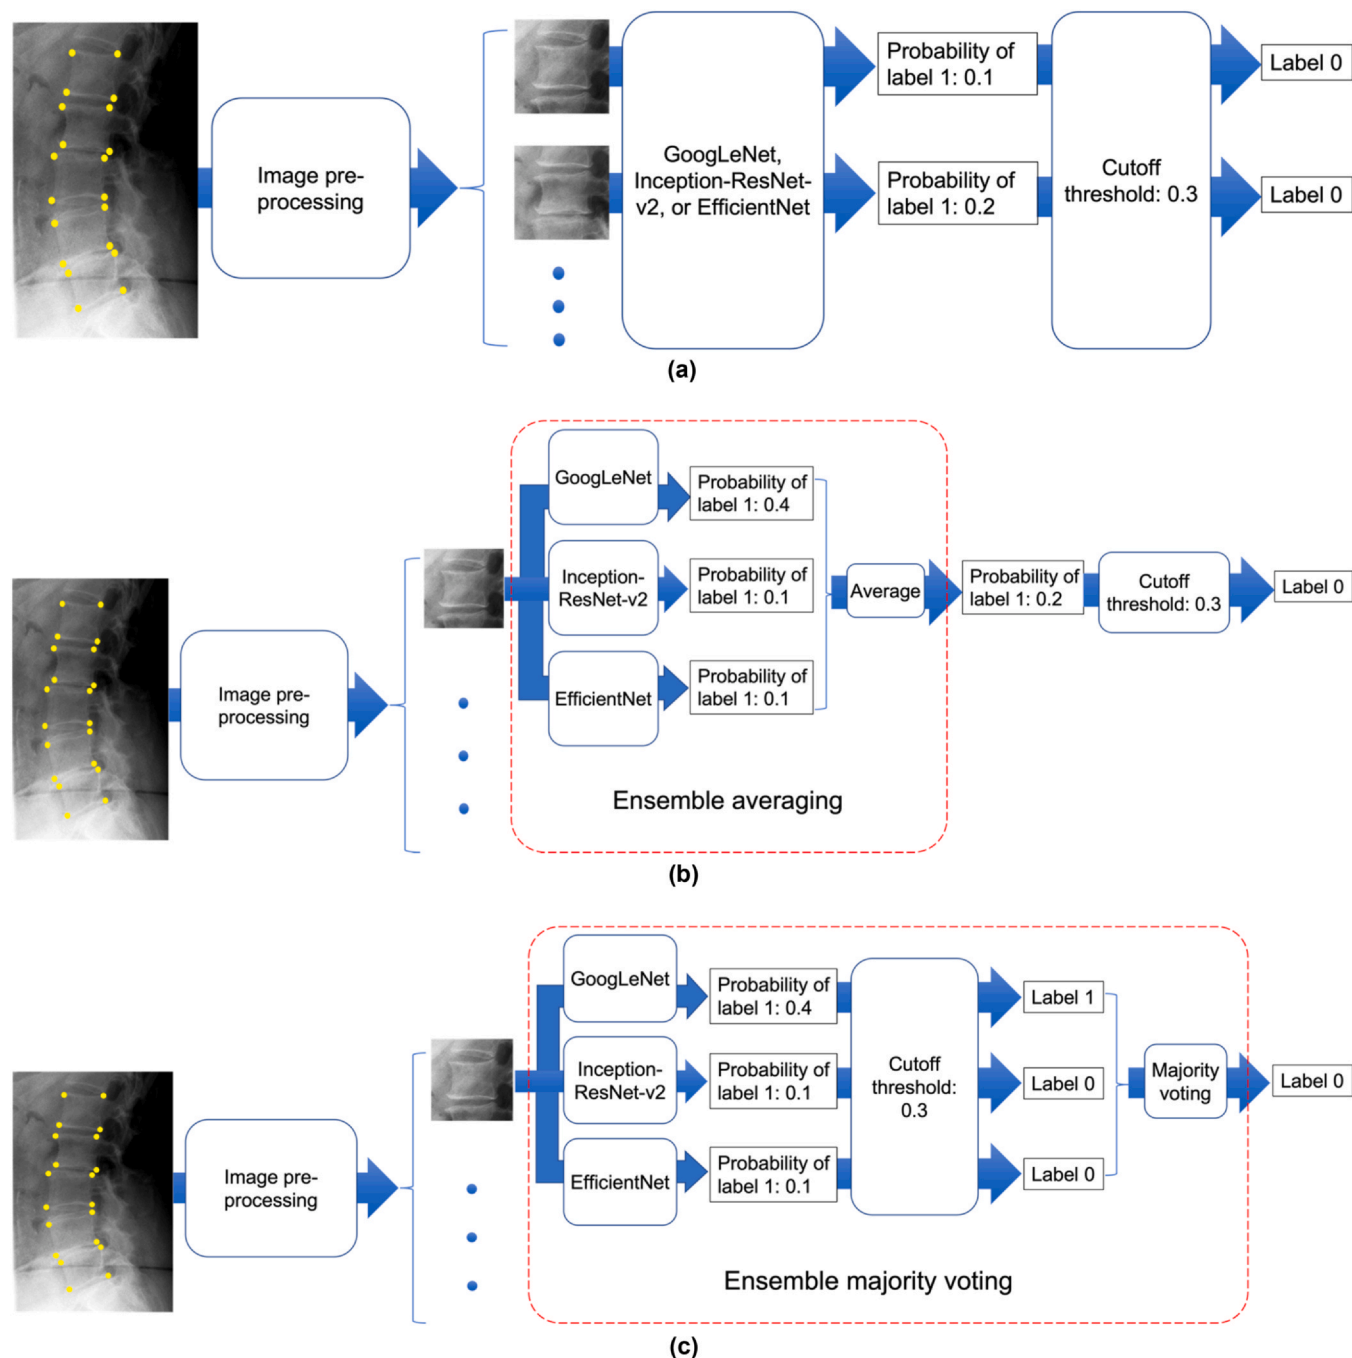 Image pre-
processing
GoogLeNet,
Inception-ResNet-
v2, or EfficientNet
Probability of
label 1: 0.1
Probability of
label 1: 0.2
Cutoff
threshold: 0.3
Label 0
Label 0
(a)
Image pre-
processing
GoogLeNet
Inception-
ResNet-v2
EfficientNet
Probability of
label 1: 0.4
Probability of
label 1: 0.1
Probability of
label 1: 0.1
Average
Probability of
label 1: 0.2
Cutoff
threshold: 0.3
Label 0
Ensemble averaging
(b)
Image pre-
processing
GoogLeNet
Inception-
ResNet-v2
EfficientNet
Probability of
label 1: 0.4
Probability of
label 1: 0.1
Probability of
label 1: 0.1
Cutoff
threshold:
0.3
Label 1
Label 0
Label 0
Majority
voting
Label 0
Ensemble majority voting
(c)